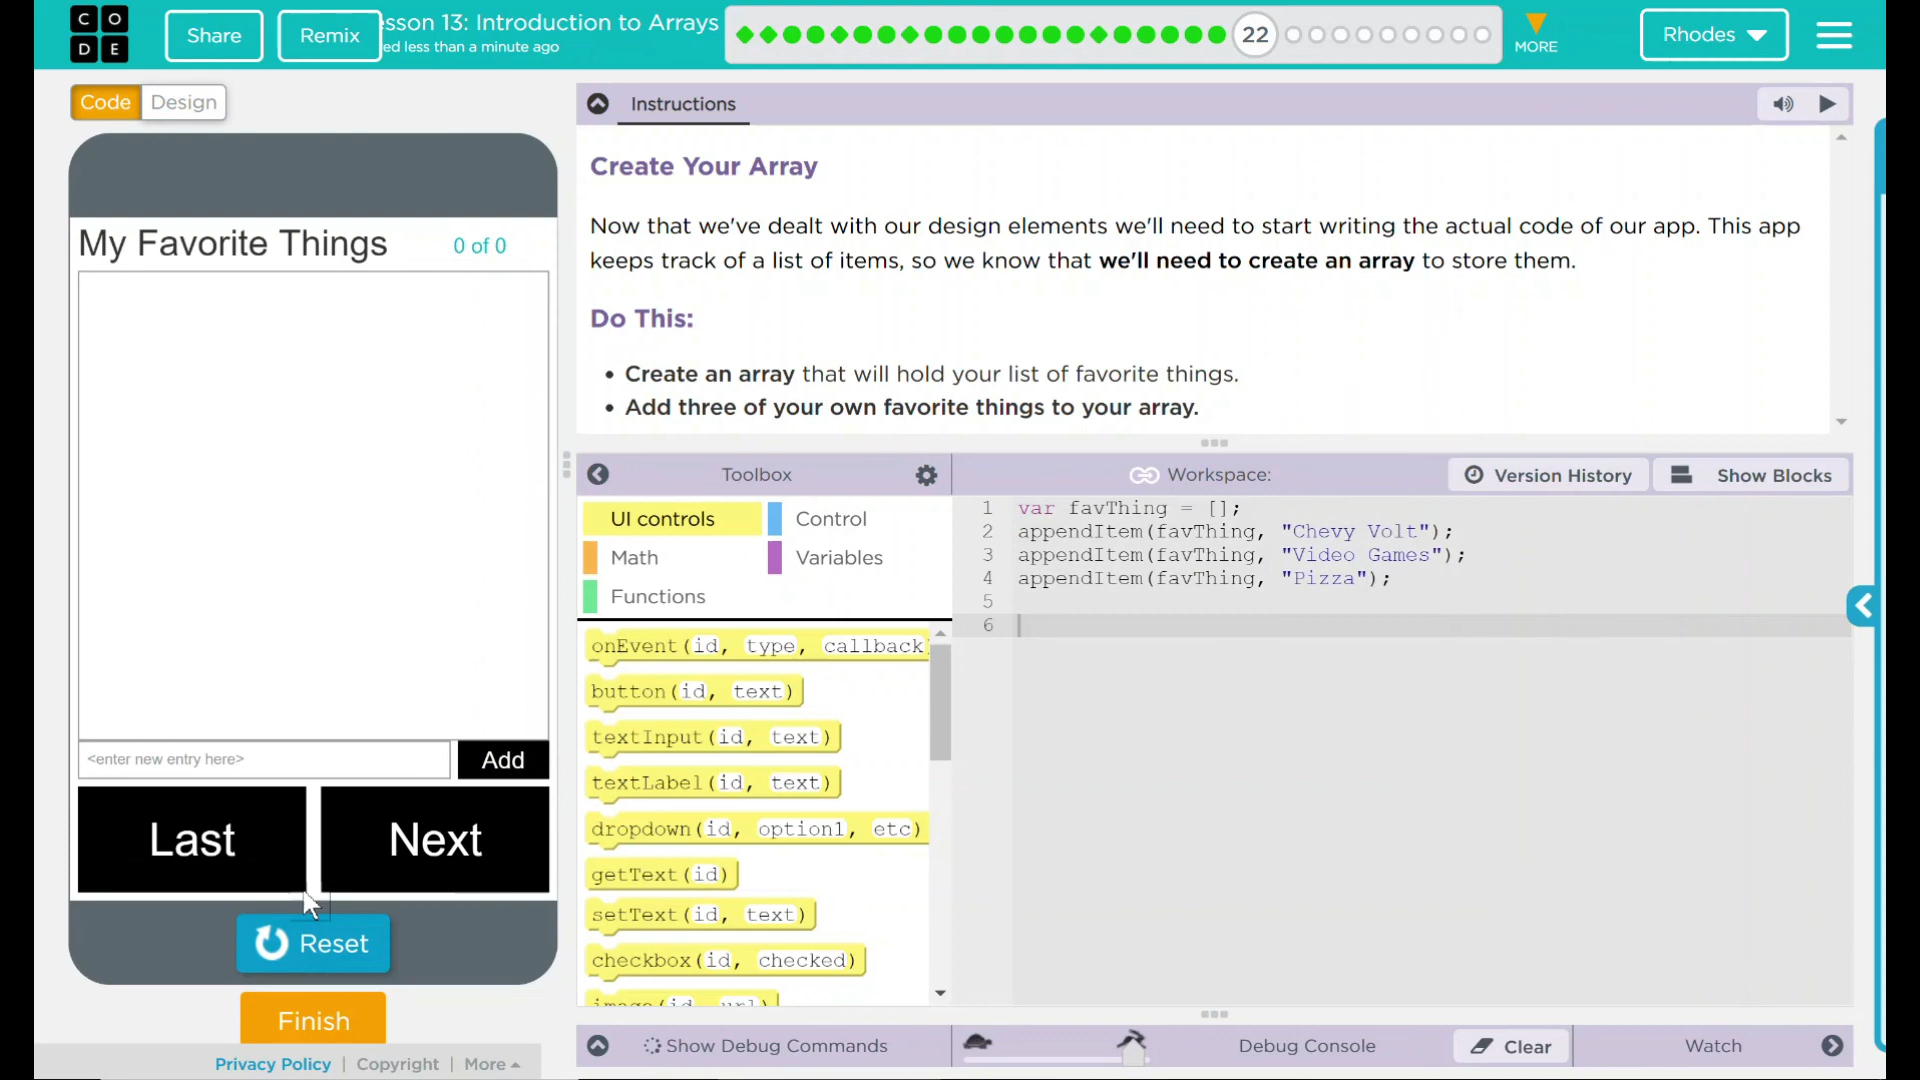 CODE
Share
Remix
esson 13: Introduction to Arrays
ed less than a minute ago
22
MORE
Rhodes
Code
Design
Instructions
Create Your Array
Now that we've dealt with our design elements we'll need to start writing the actual code of our app. This app
keeps track of a list of items, so we know that we'll need to create an array to store them.
Do This:
• Create an array that will hold your list of favorite things.
• Add three of your own favorite things to your array.
My Favorite Things
0 of 0
<enter new entry here>
Add
Last
Next
Reset
Finish
Privacy Policy | Copyright | More
Toolbox
UI controls
Control
Math
Variables
Functions
onEvent(id, type, callback)
button(id, text)
textInput(id, text)
textLabel(id, text)
dropdown(id, option1, etc)
getText(id)
setText(id, text)
checkbox(id, checked)
image(id, url)
Workspace:
Version History
Show Blocks
1 var favThing = [];
2 appendItem(favThing, "Chevy Volt");
3 appendItem(favThing, "Video Games");
4 appendItem(favThing, "Pizza");
5
6
Show Debug Commands
Debug Console
Clear
Watch